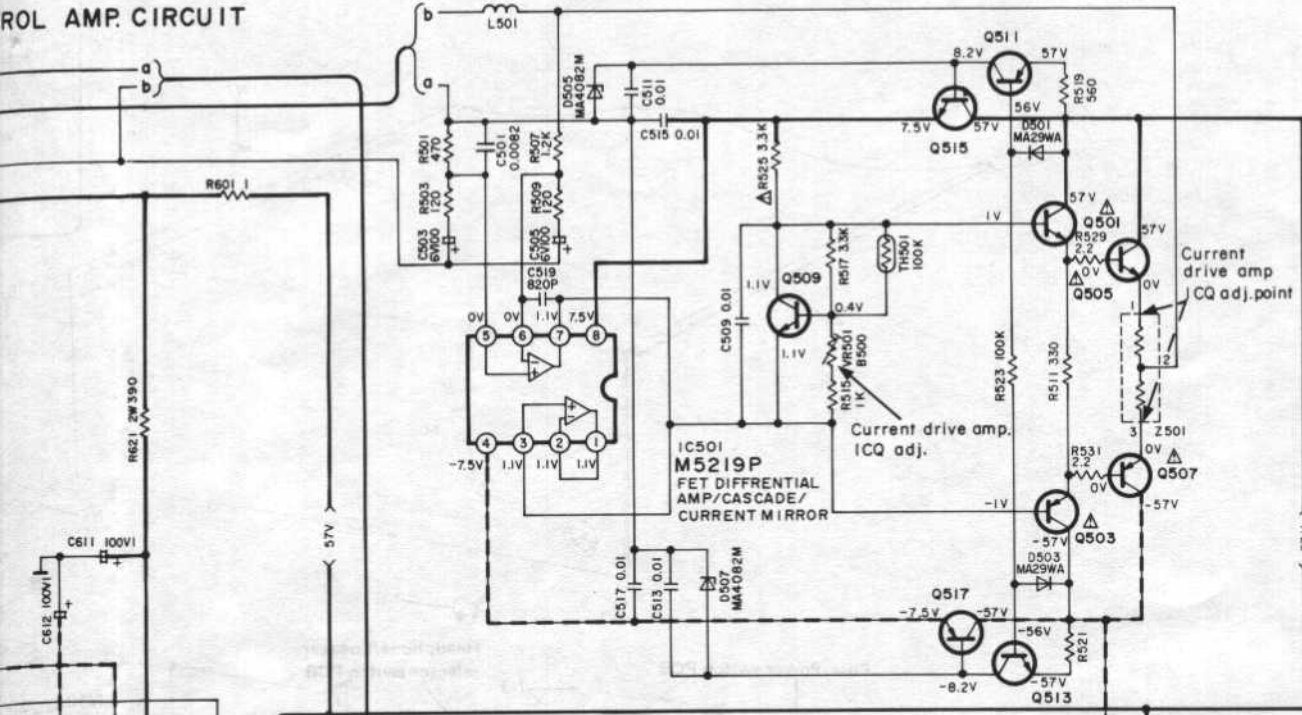 ROL AMP. CIRCUIT
b
L501
a
b
a
D505
MA4082M
C511
0.01
8.2V
Q511
57V
R519
560
56V
C515 0.01
7.5V
Q515
57V
D501
MA29WA
R501
470
C501
0.0082
R507
1.2K
R525 3.3K
R601 1
R503
120
R509
120
C503
6V100
+
C505
6V100
+
1V
57V
Q501
R529
2.2
0V
Q505
57V
0V
Current
drive amp
ICQ adj.point
C519
820P
0V
0V
1.1V
7.5V
5
6
7
8
-
+
+
-
4
3
2
1
-7.5V
1.1V
1.1V
1.1V
C509 0.01
1.1V
Q509
1.1V
R517 3.3K
TH501
100K
0.4V
VR501
B500
R515
1K
Current drive amp.
ICQ adj.
R523 100K
R511 330
1
2
3
Z501
R621 2W390
IC501
M5219P
FET DIFFRENTIAL
AMP/CASCADE/
CURRENT MIRROR
R531
2.2
0V
0V
Q507
-57V
-1V
-57V
Q503
D503
MA29WA
57V
C611 100V1
+
C612 100V1
+
C517 0.01
C513 0.01
D507
MA4082M
Q517
-7.5V
-57V
-56V
R521
-8.2V
-57V
Q513